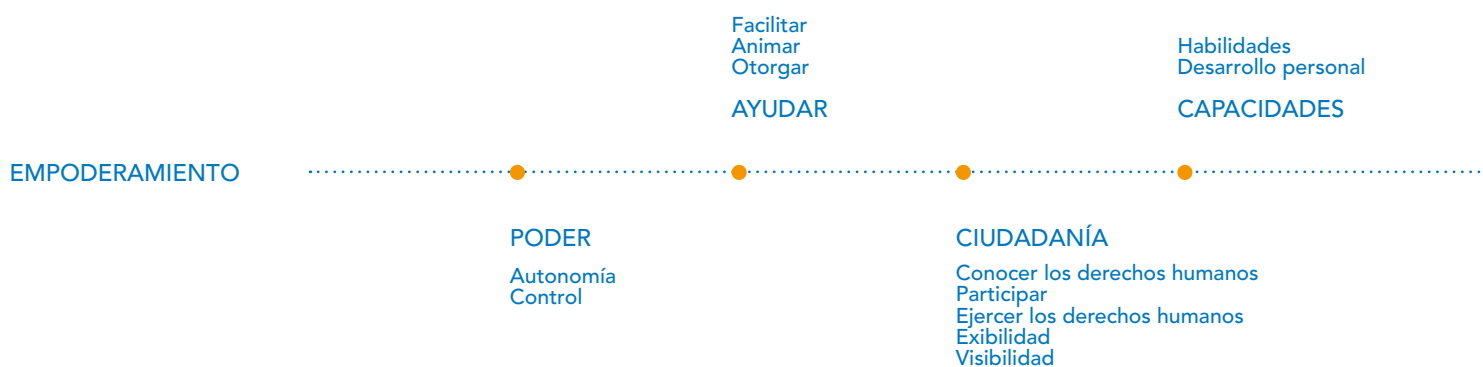 Facilitar
Animar
Otorgar
AYUDAR
Habilidades
Desarrollo personal
CAPACIDADES
EMPODERAMIENTO
PODER
Autonomía
Control
CIUDADANÍA
Conocer los derechos humanos
Participar
Ejercer los derechos humanos
Exibilidad
Visibilidad